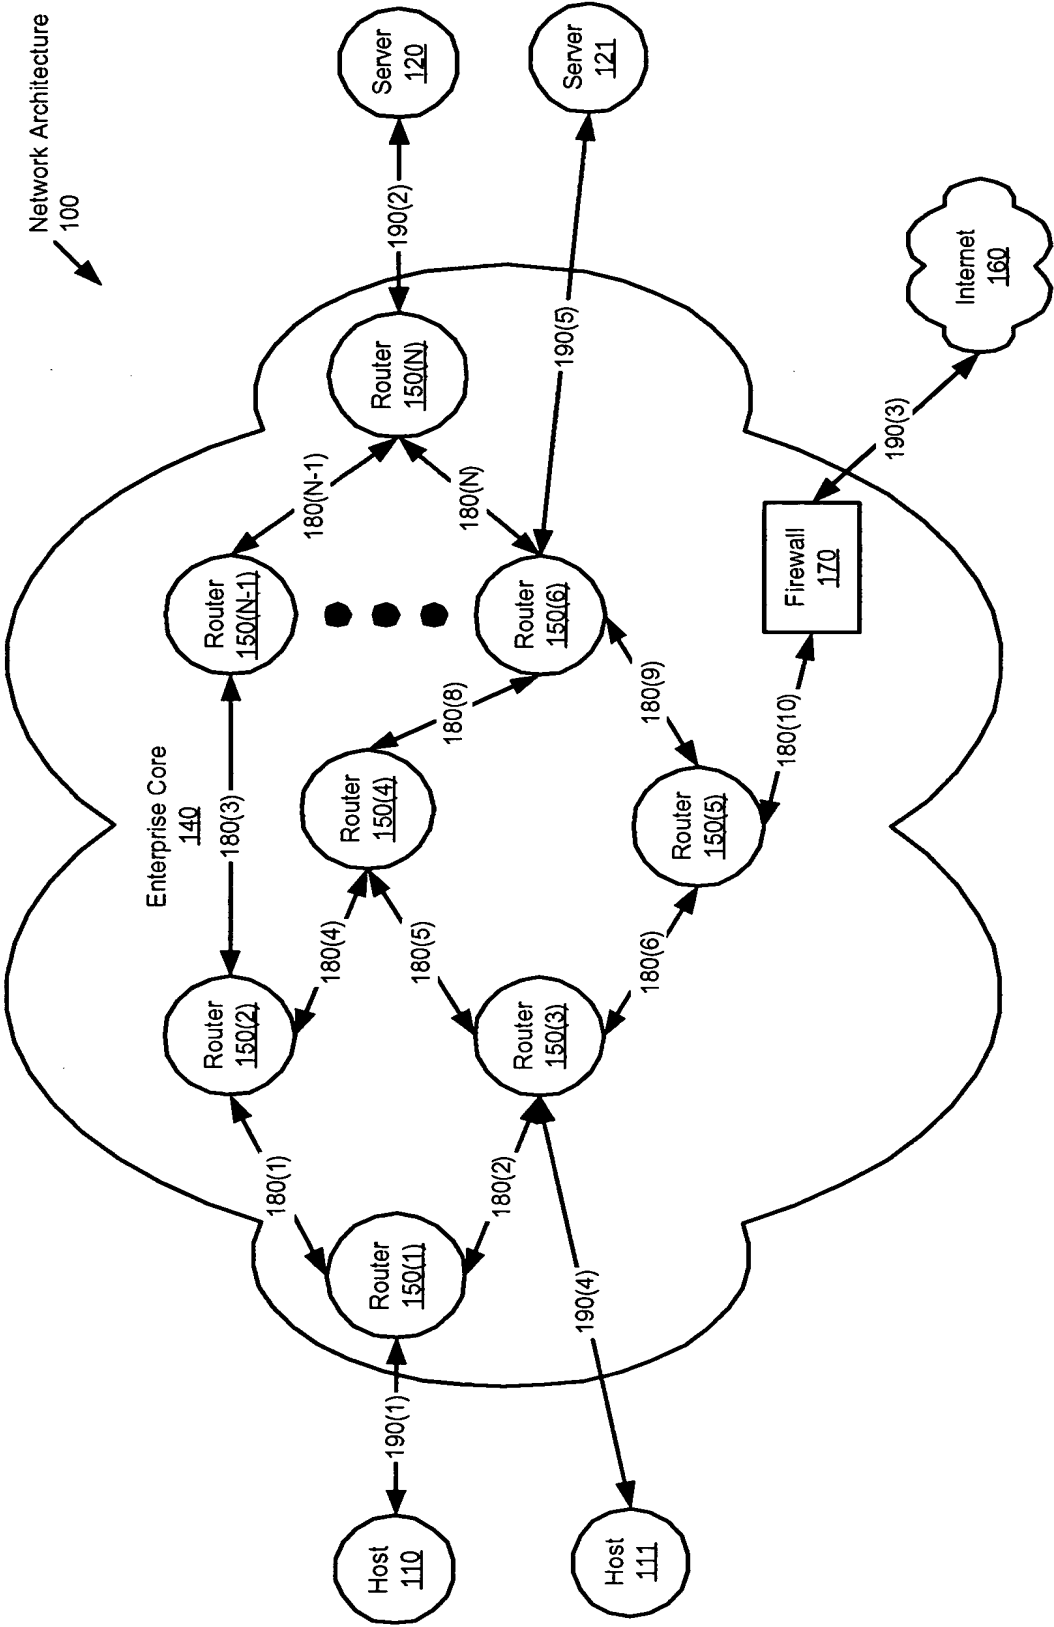 Network Architecture
100
Server
120
Server
121
190(2)
190(5)
Internet
160
190(3)
Router
150(N)
180(N-1)
180(N)
Router
150(N-1)
Router
150(6)
Firewall
170
Enterprise Core
140
180(3)
180(8)
180(9)
180(10)
Router
150(4)
Router
150(5)
180(4)
180(5)
180(6)
Router
150(2)
Router
150(3)
180(1)
180(2)
Router
150(1)
190(4)
190(1)
Host
110
Host
111